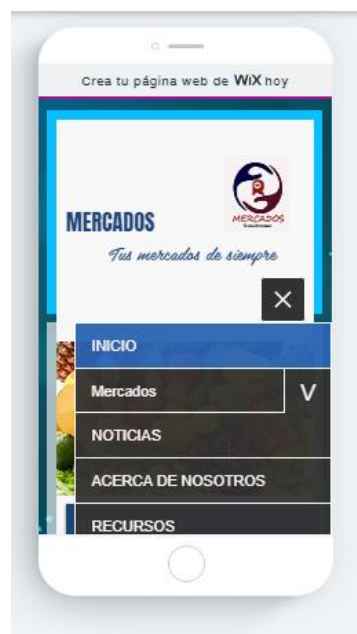 Crea tu página web de WiX hoy
MERCADOS
MERCADOS
Tus mercados de siempre
INICIO
Mercados
V
NOTICIAS
ACERCA DE NOSOTROS
RECURSOS